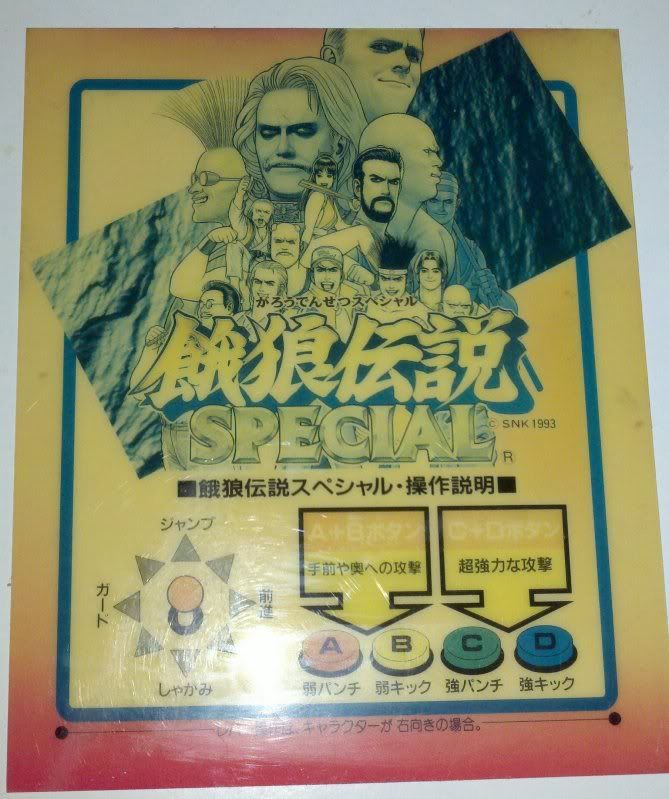 がろうでんせつスペシャル
餓狼伝説
SPECIAL
© SNK 1993
R
■餓狼伝説スペシャル・操作説明■
ジャンプ
ガード
前進
しゃがみ
A+Bボタン
手前や奥への攻撃
C+Dボタン
超強力な攻撃
A B C D
弱パンチ 弱キック 強パンチ 強キック
キャラクターが右向きの場合。